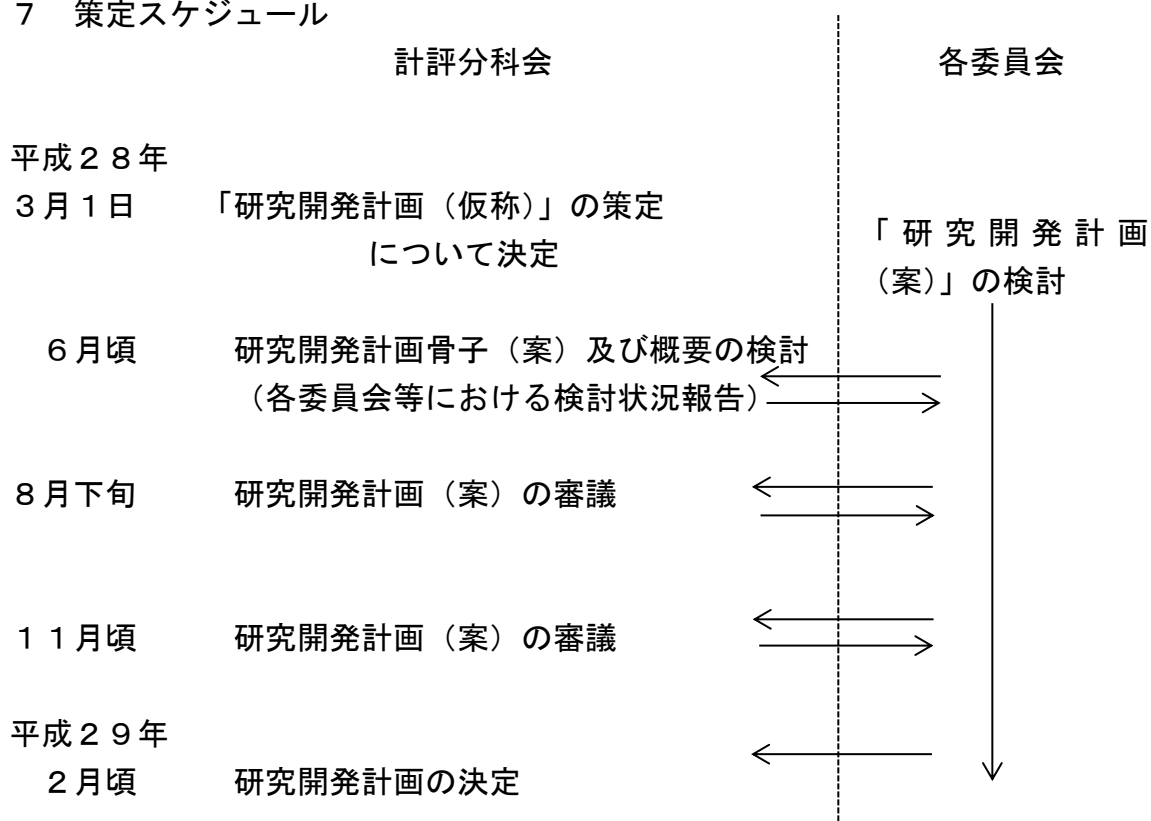 ７　策定スケジュール
計評分科会　各委員会
平成２８年
３月１日　「研究開発計画（仮称）」の策定
について決定
「研究開発計画
（案）」の検討
６月頃　研究開発計画骨子（案）及び概要の検討
（各委員会等における検討状況報告）
８月下旬　研究開発計画（案）の審議
１１月頃　研究開発計画（案）の審議
平成２９年
２月頃　研究開発計画の決定